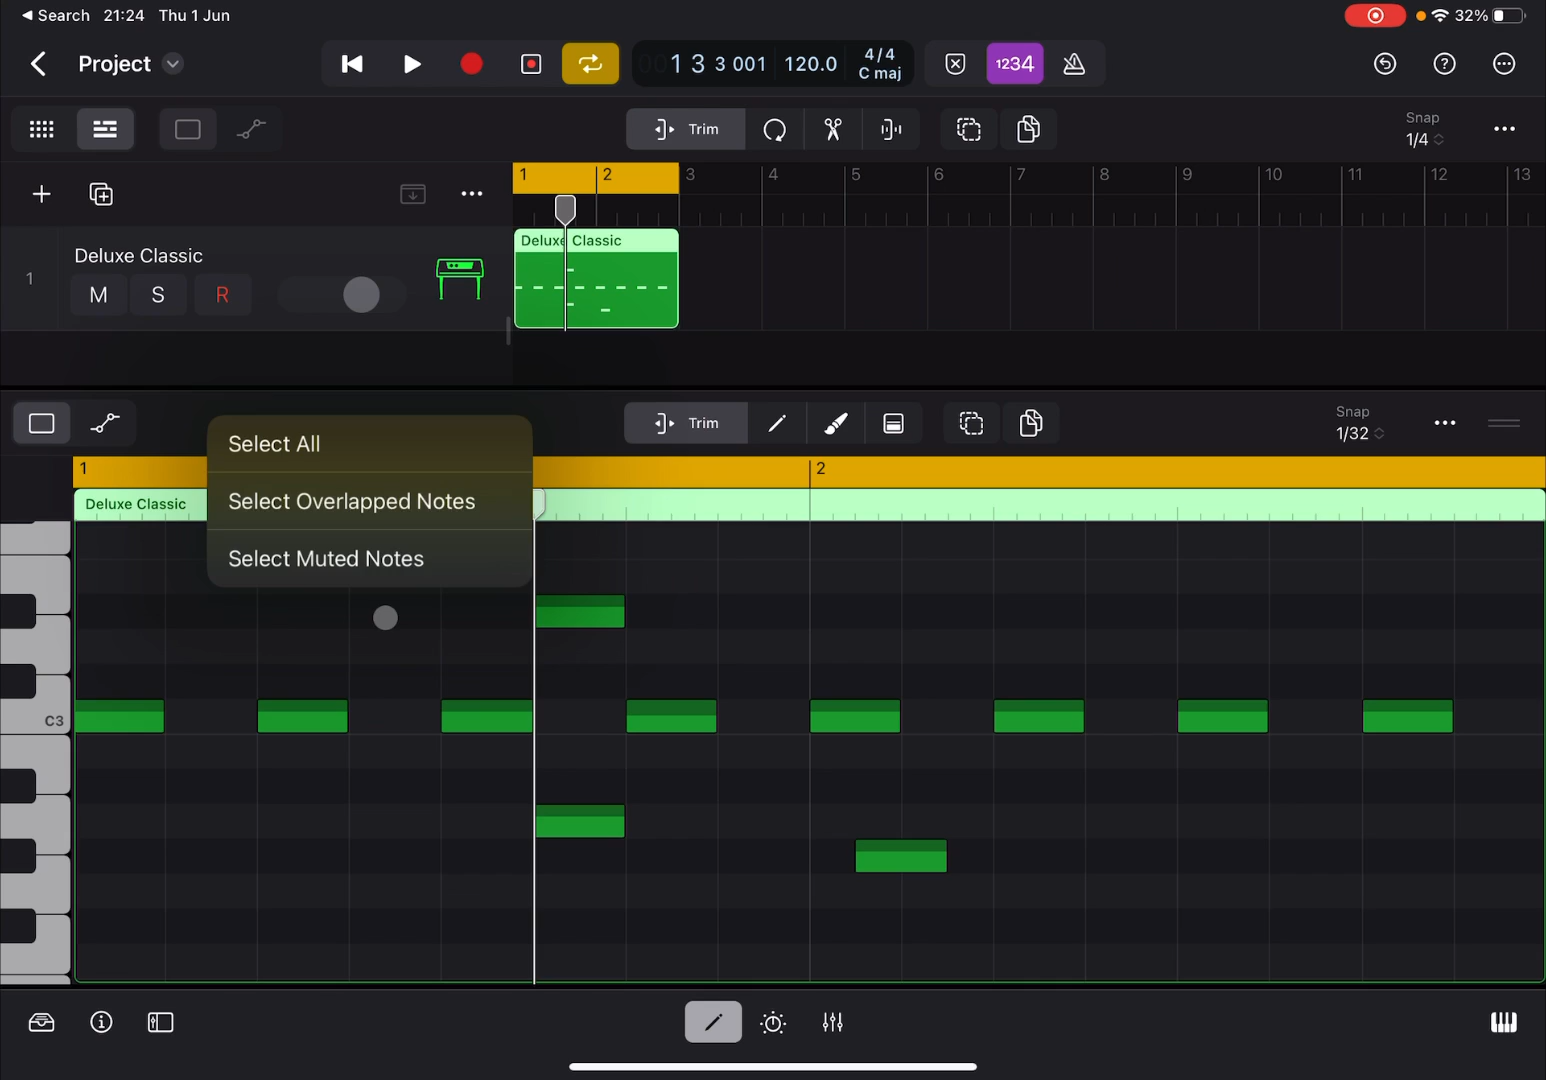 ◀ Search 21:24 Thu 1 Jun
32%
Project
001 1 3 3 001 120.0 4/4
C maj
1234
Trim
Snap
1/4
1 2 3 4 5 6 7 8 9 10 11 12 13
1
Deluxe Classic
M S R
Deluxe Classic
Trim
Snap
1/32
Select All
Select Overlapped Notes
Select Muted Notes
1 2
Deluxe Classic
C3